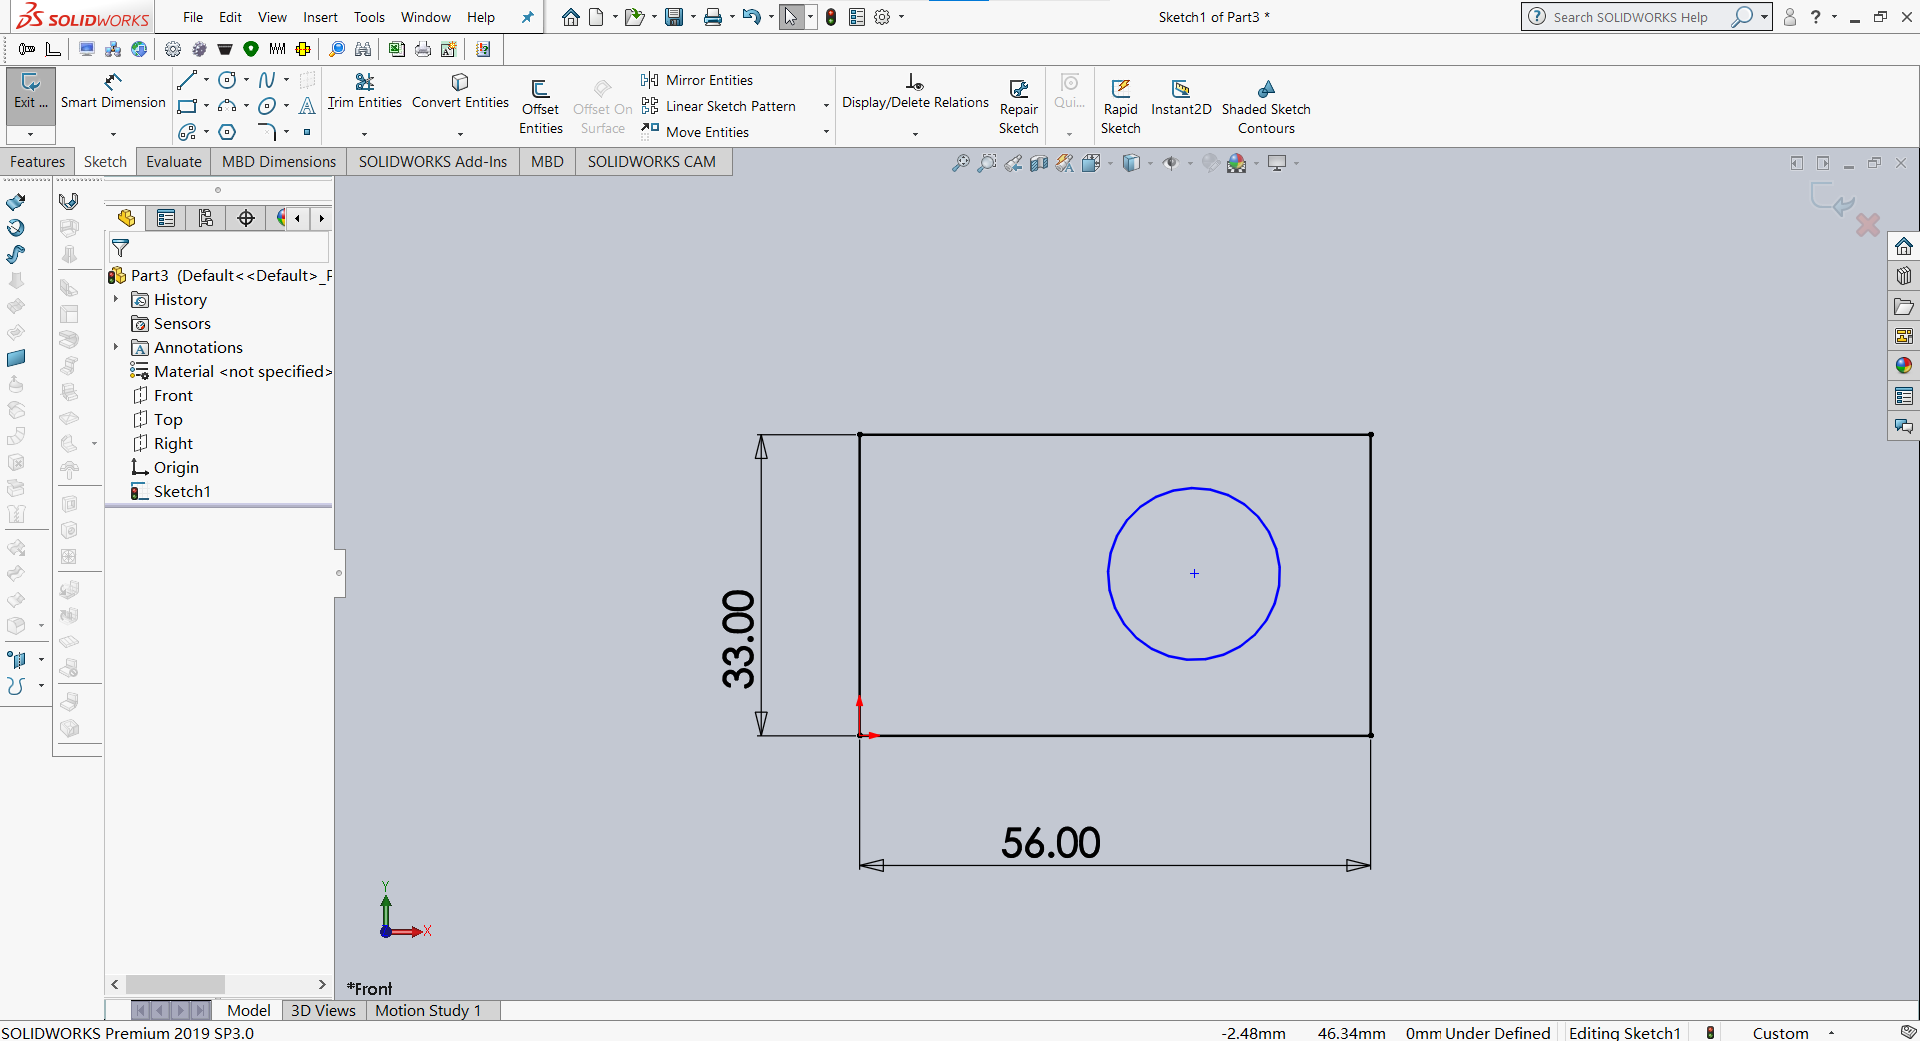 SOLIDWORKS
File Edit View Insert Tools Window Help
Sketch1 of Part3 *
Search SOLIDWORKS Help
?
Exit ...
Smart Dimension
Trim Entities
Convert Entities
Offset Entities
Offset On Surface
Mirror Entities
Linear Sketch Pattern
Move Entities
Display/Delete Relations
Repair Sketch
Qui...
Rapid Sketch
Instant2D
Shaded Sketch Contours
Features Sketch Evaluate MBD Dimensions SOLIDWORKS Add-Ins MBD SOLIDWORKS CAM
Part3 (Default<<Default>_F
History
Sensors
Annotations
Material <not specified>
Front
Top
Right
Origin
Sketch1
33.00
56.00
Y
X
*Front
Model 3D Views Motion Study 1
SOLIDWORKS Premium 2019 SP3.0
-2.48mm 46.34mm 0mm Under Defined Editing Sketch1 Custom